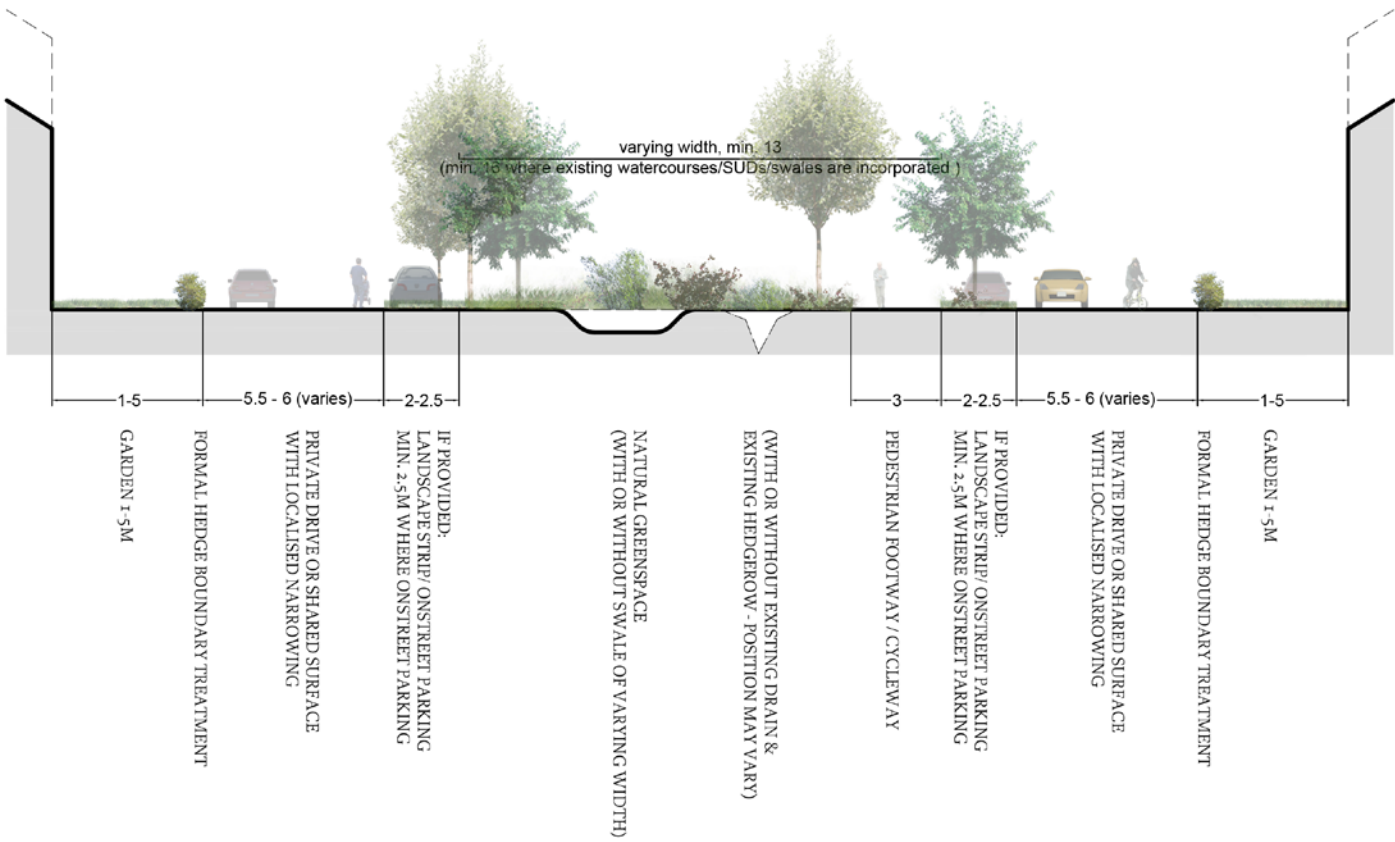 varying width, min. 13
(min. 16 where existing watercourses/SUDs/swales are incorporated )
1-5
5.5 - 6 (varies)
2-2.5
3
2-2.5
5.5 - 6 (varies)
1-5
GARDEN 1-5M
FORMAL HEDGE BOUNDARY TREATMENT
PRIVATE DRIVE OR SHARED SURFACE
WITH LOCALISED NARROWING
IF PROVIDED:
LANDSCAPE STRIP/ ONSTREET PARKING
MIN. 2.5M WHERE ONSTREET PARKING
NATURAL GREENSPACE
(WITH OR WITHOUT SWALE OF VARYING WIDTH)
(WITH OR WITHOUT EXISTING DRAIN &
EXISTING HEDGEROW - POSITION MAY VARY)
PEDESTRIAN FOOTWAY / CYCLEWAY
IF PROVIDED:
LANDSCAPE STRIP/ ONSTREET PARKING
MIN. 2.5M WHERE ONSTREET PARKING
PRIVATE DRIVE OR SHARED SURFACE
WITH LOCALISED NARROWING
FORMAL HEDGE BOUNDARY TREATMENT
GARDEN 1-5M